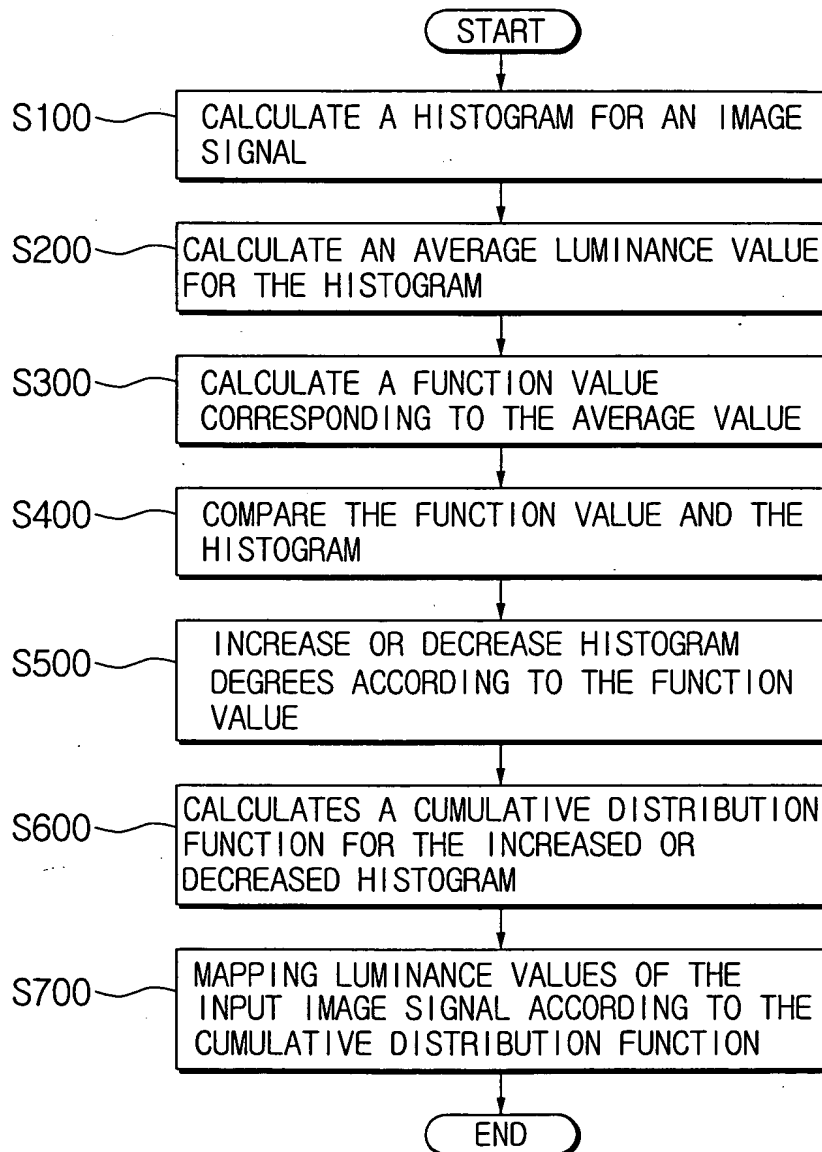 START
S100
CALCULATE A HISTOGRAM FOR AN IMAGE
SIGNAL
S200
CALCULATE AN AVERAGE LUMINANCE VALUE
FOR THE HISTOGRAM
S300
CALCULATE A FUNCTION VALUE
CORRESPONDING TO THE AVERAGE VALUE
S400
COMPARE THE FUNCTION VALUE AND THE
HISTOGRAM
S500
INCREASE OR DECREASE HISTOGRAM
DEGREES ACCORDING TO THE FUNCTION
VALUE
S600
CALCULATES A CUMULATIVE DISTRIBUTION
FUNCTION FOR THE INCREASED OR
DECREASED HISTOGRAM
S700
MAPPING LUMINANCE VALUES OF THE
INPUT IMAGE SIGNAL ACCORDING TO THE
CUMULATIVE DISTRIBUTION FUNCTION
END